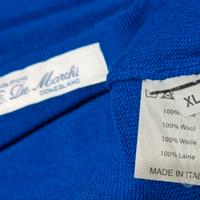 De Marchi
CONEGLIANO
XL
100%
100% Wool
100% Wolle
100% Laine
MADE IN ITALY